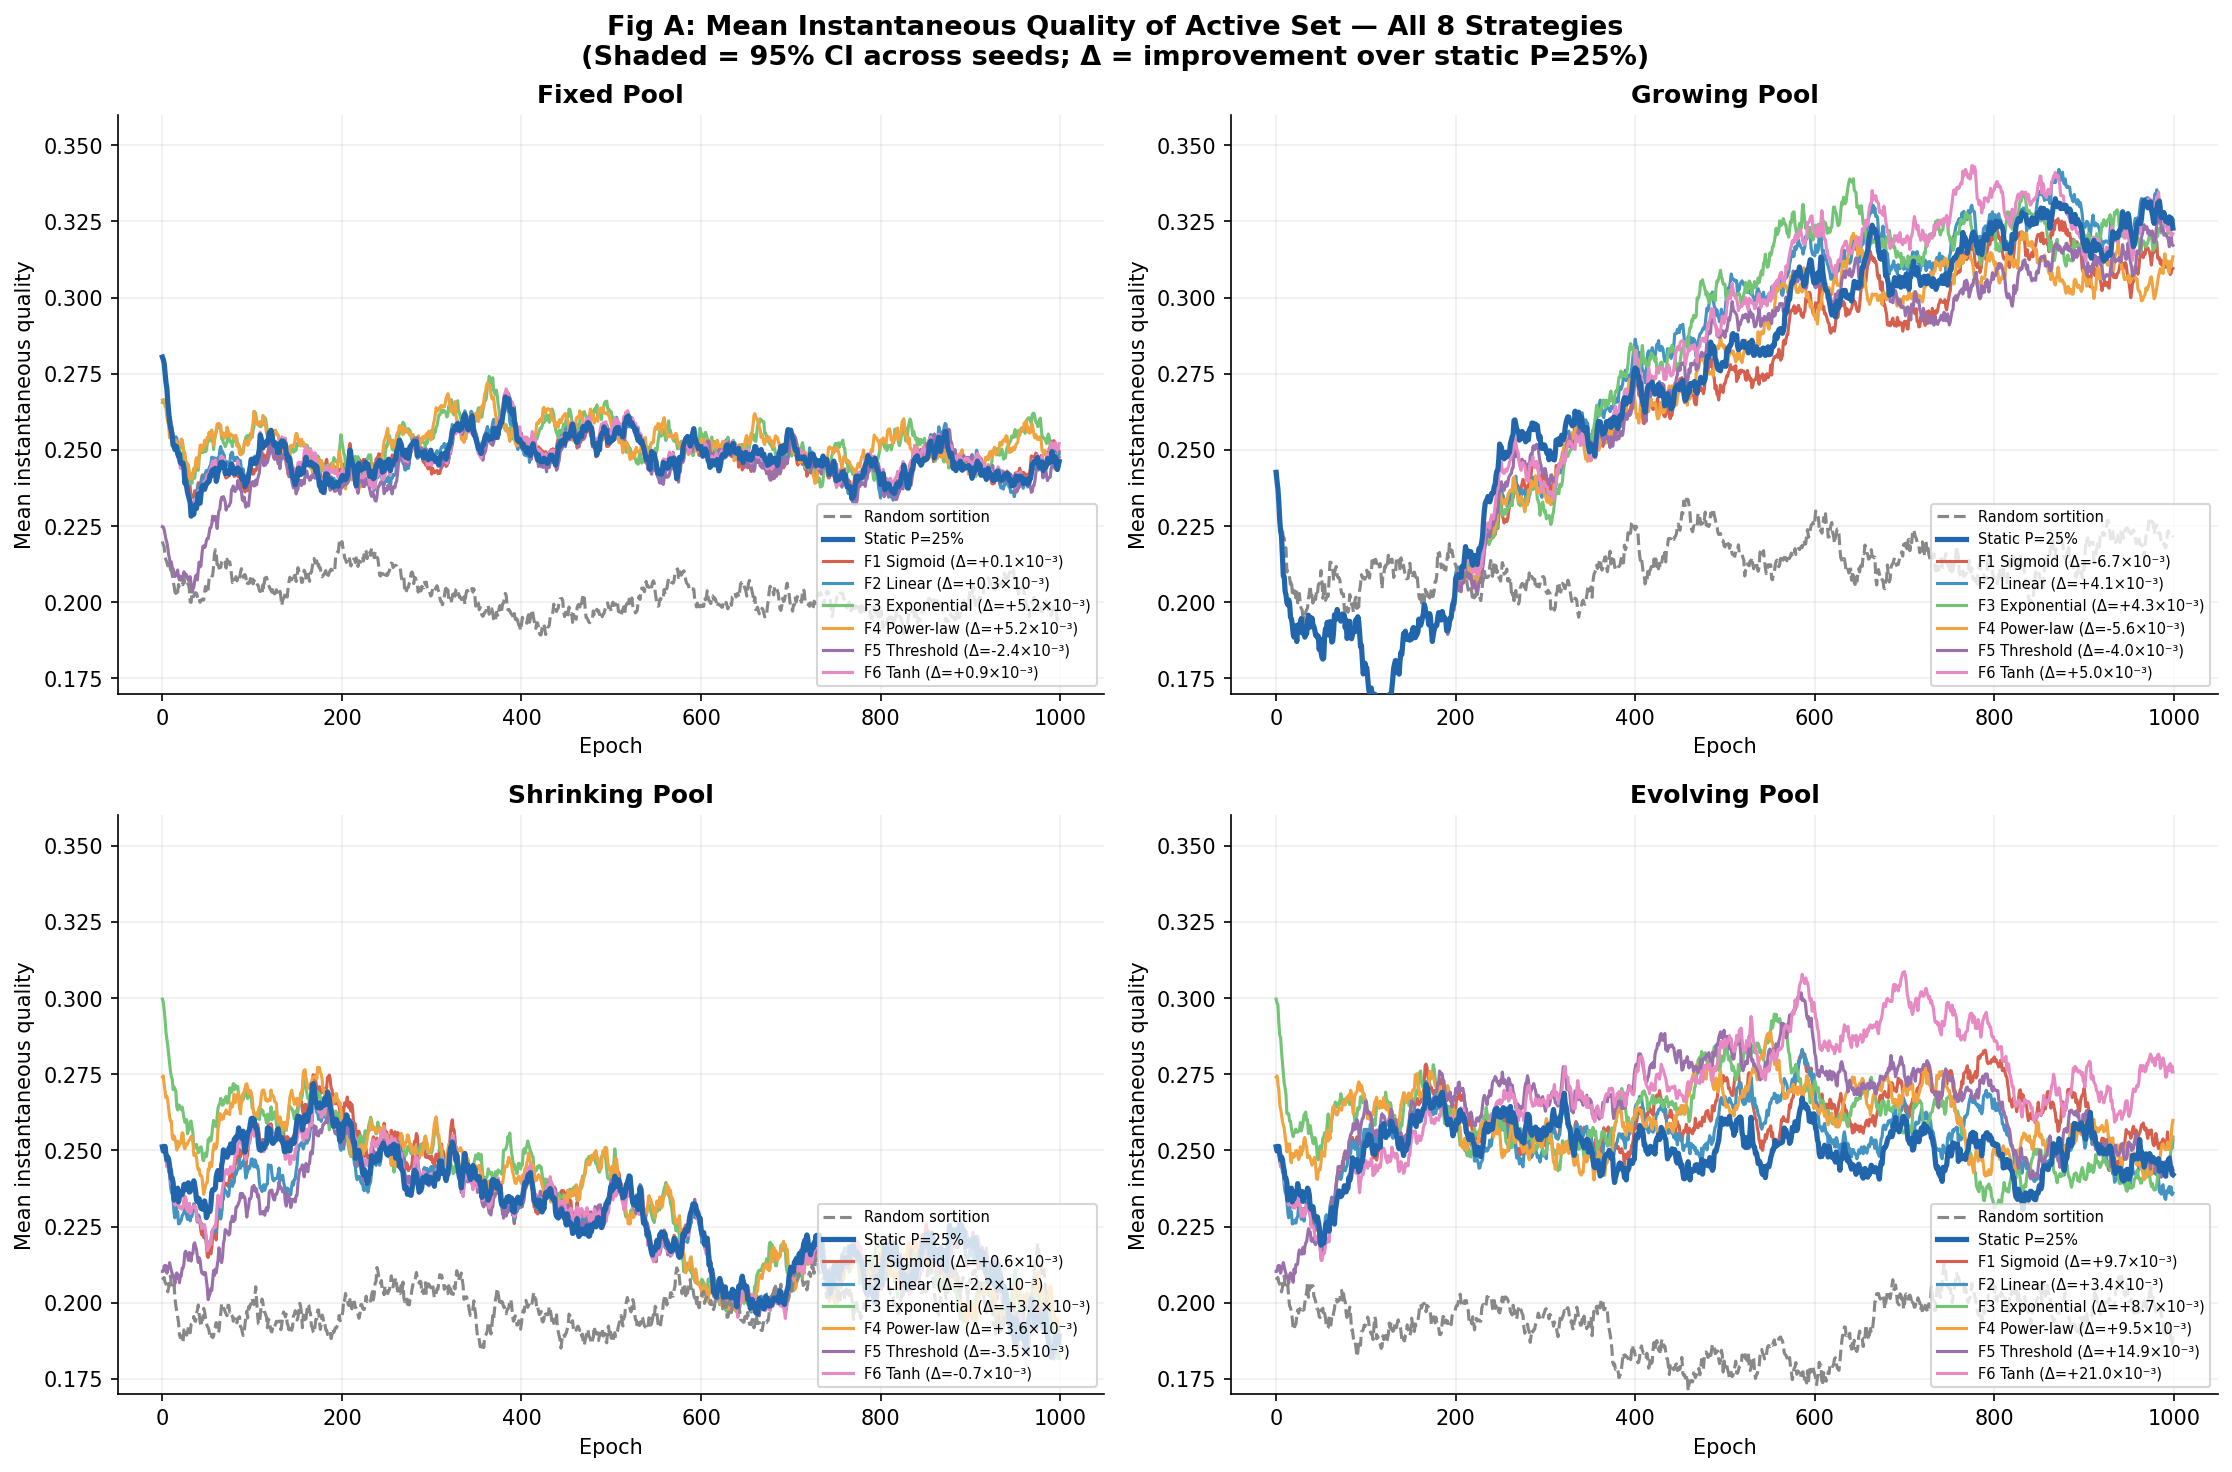 Fig A: Mean Instantaneous Quality of Active Set — All 8 Strategies
(Shaded = 95% CI across seeds; Δ = improvement over static P=25%)
Fixed Pool
Mean instantaneous quality
0.350
0.325
0.300
0.275
0.250
0.225
0.200
0.175
0 200 400 600 800 1000
Epoch
Random sortition
Static P=25%
F1 Sigmoid (Δ=+0.1×10⁻³)
F2 Linear (Δ=+0.3×10⁻³)
F3 Exponential (Δ=+5.2×10⁻³)
F4 Power-law (Δ=+5.2×10⁻³)
F5 Threshold (Δ=-2.4×10⁻³)
F6 Tanh (Δ=+0.9×10⁻³)
Growing Pool
Mean instantaneous quality
0.350
0.325
0.300
0.275
0.250
0.225
0.200
0.175
0 200 400 600 800 1000
Epoch
Random sortition
Static P=25%
F1 Sigmoid (Δ=-6.7×10⁻³)
F2 Linear (Δ=+4.1×10⁻³)
F3 Exponential (Δ=+4.3×10⁻³)
F4 Power-law (Δ=-5.6×10⁻³)
F5 Threshold (Δ=-4.0×10⁻³)
F6 Tanh (Δ=+5.0×10⁻³)
Shrinking Pool
Mean instantaneous quality
0.350
0.325
0.300
0.275
0.250
0.225
0.200
0.175
0 200 400 600 800 1000
Epoch
Random sortition
Static P=25%
F1 Sigmoid (Δ=+0.6×10⁻³)
F2 Linear (Δ=-2.2×10⁻³)
F3 Exponential (Δ=+3.2×10⁻³)
F4 Power-law (Δ=+3.6×10⁻³)
F5 Threshold (Δ=-3.5×10⁻³)
F6 Tanh (Δ=-0.7×10⁻³)
Evolving Pool
Mean instantaneous quality
0.350
0.325
0.300
0.275
0.250
0.225
0.200
0.175
0 200 400 600 800 1000
Epoch
Random sortition
Static P=25%
F1 Sigmoid (Δ=+9.7×10⁻³)
F2 Linear (Δ=+3.4×10⁻³)
F3 Exponential (Δ=+8.7×10⁻³)
F4 Power-law (Δ=+9.5×10⁻³)
F5 Threshold (Δ=+14.9×10⁻³)
F6 Tanh (Δ=+21.0×10⁻³)